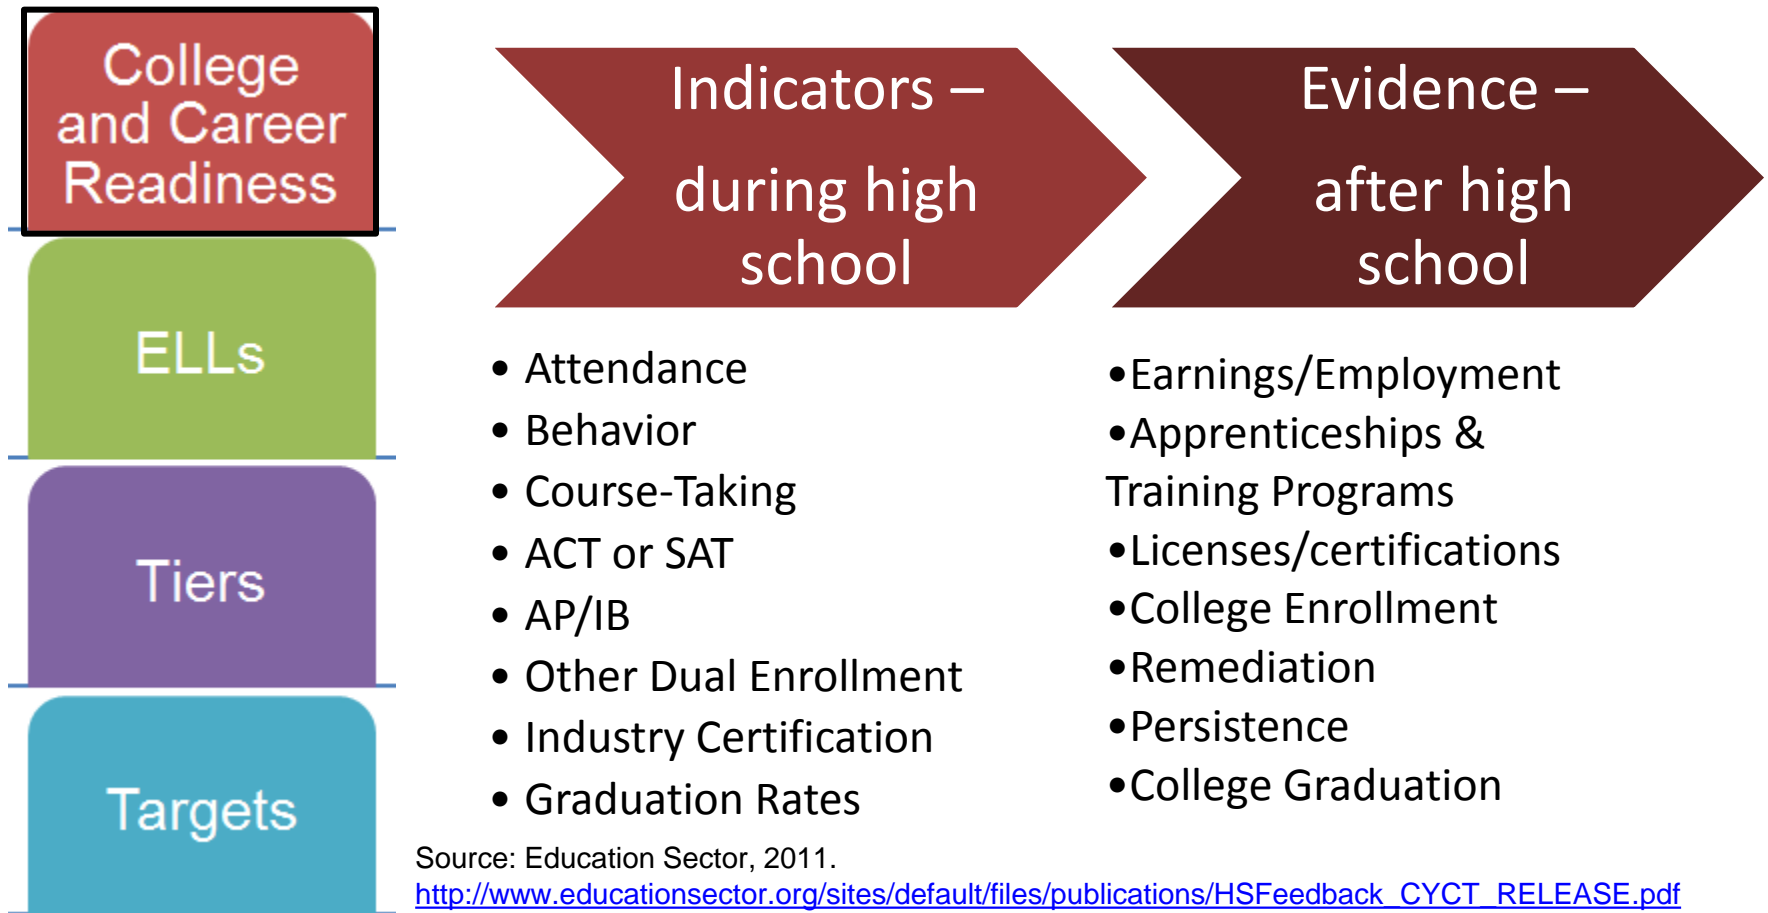 College
and Career
Readiness
ELLs
Tiers
Targets
Indicators –
during high
school
• Attendance
• Behavior
• Course-Taking
• ACT or SAT
• AP/IB
• Other Dual Enrollment
• Industry Certification
• Graduation Rates
Evidence –
after high
school
•Earnings/Employment
•Apprenticeships &
Training Programs
•Licenses/certifications
•College Enrollment
•Remediation
•Persistence
•College Graduation
Source: Education Sector, 2011.
http://www.educationsector.org/sites/default/files/publications/HSFeedback_CYCT_RELEASE.pdf